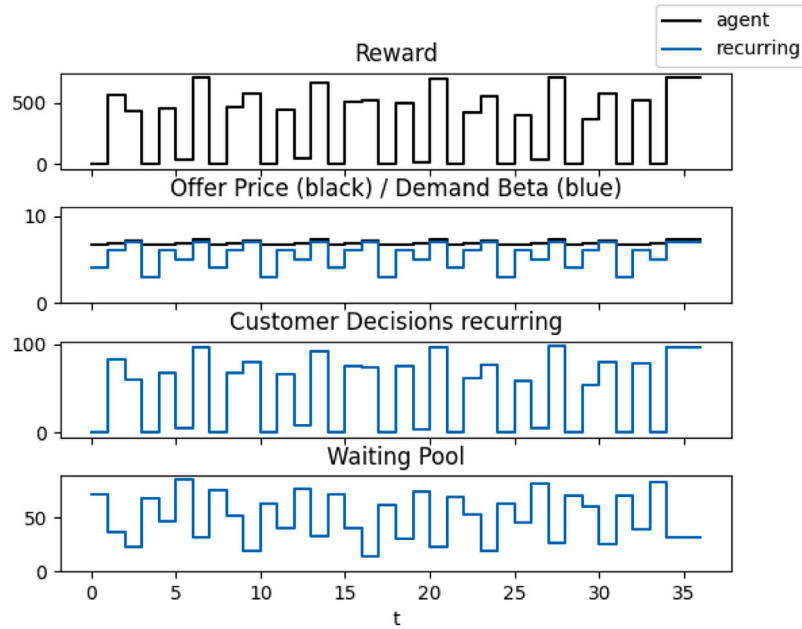 agent
recurring
Reward
500
0
Offer Price (black) / Demand Beta (blue)
10
0
Customer Decisions recurring
100
0
Waiting Pool
50
0
0 5 10 15 20 25 30 35
t